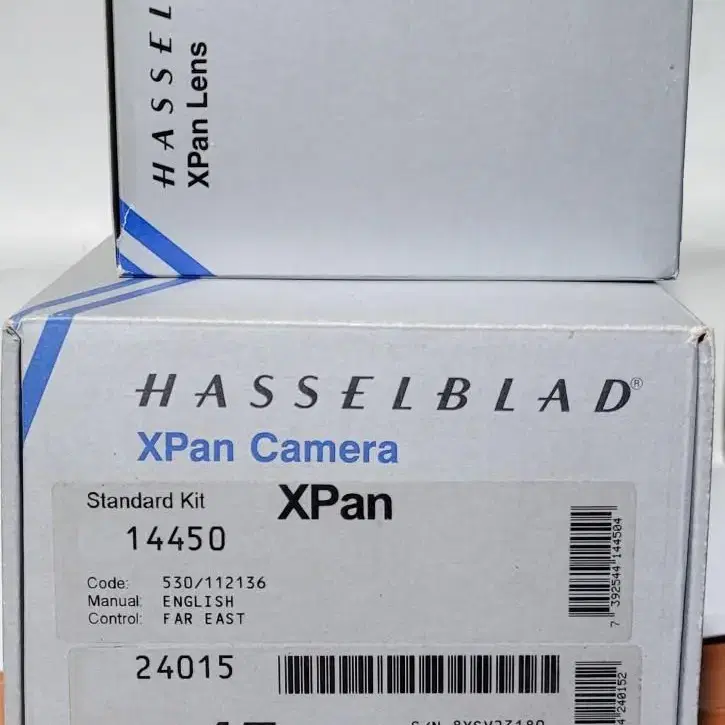 HASSEL
XPan Lens
HASSELBLAD®
XPan Camera
Standard Kit XPan
14450
Code: 530/112136
Manual: ENGLISH
Control: FAR EAST
7 392544 144504
24015